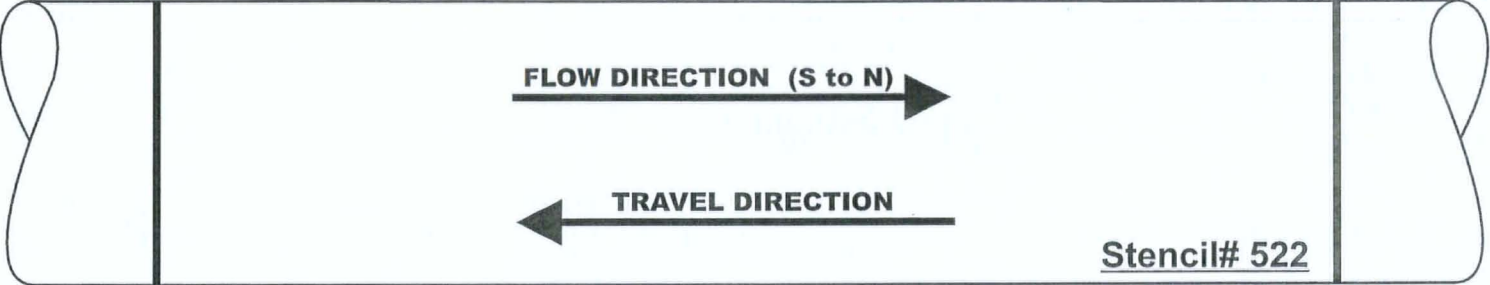 FLOW DIRECTION (S to N)
TRAVEL DIRECTION
Stencil# 522